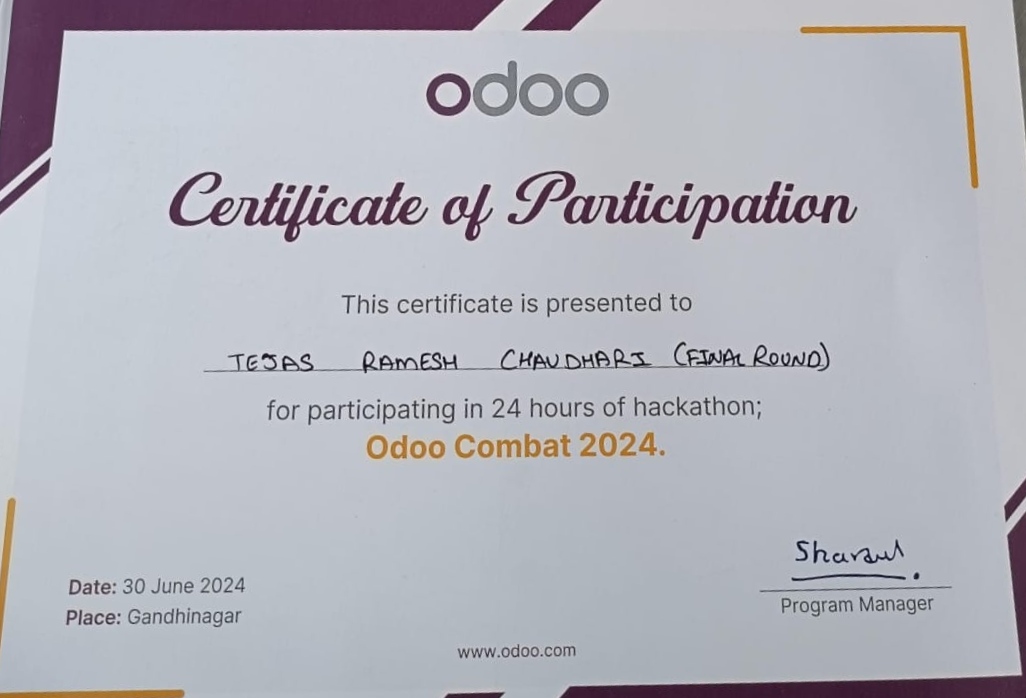 odoo
Certificate of Participation
This certificate is presented to
TEJAS RAMESH CHAUDHARI (FINAL ROUND)
for participating in 24 hours of hackathon;
Odoo Combat 2024.
Date: 30 June 2024
Place: Gandhinagar
Program Manager
www.odoo.com